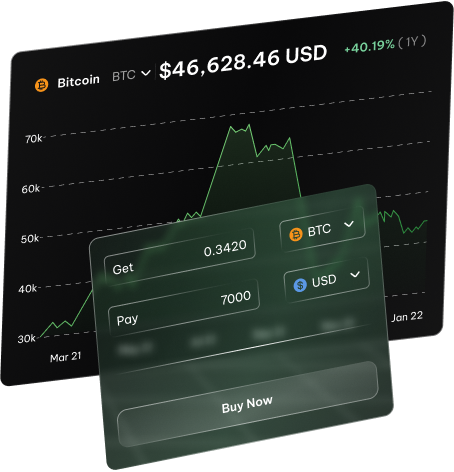 Bitcoin BTC $46,628.46 USD +40.19% ( 1Y )
70k
60k
50k
40k
30k
Mar 21
Jan 22
Get 0.3420 BTC
Pay 7000 $ USD
Buy Now